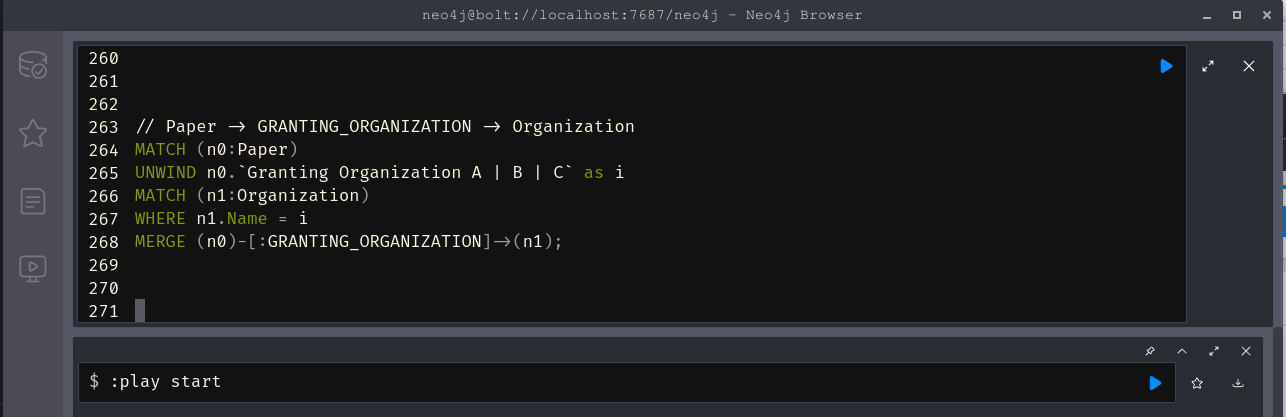 neo4j@bolt://localhost:7687/neo4j - Neo4j Browser
260
261
262
263 // Paper -> GRANTING_ORGANIZATION -> Organization
264 MATCH (n0:Paper)
265 UNWIND n0.`Granting Organization A | B | C` as i
266 MATCH (n1:Organization)
267 WHERE n1.Name = i
268 MERGE (n0)-[:GRANTING_ORGANIZATION]->(n1);
269
270
271
$ :play start